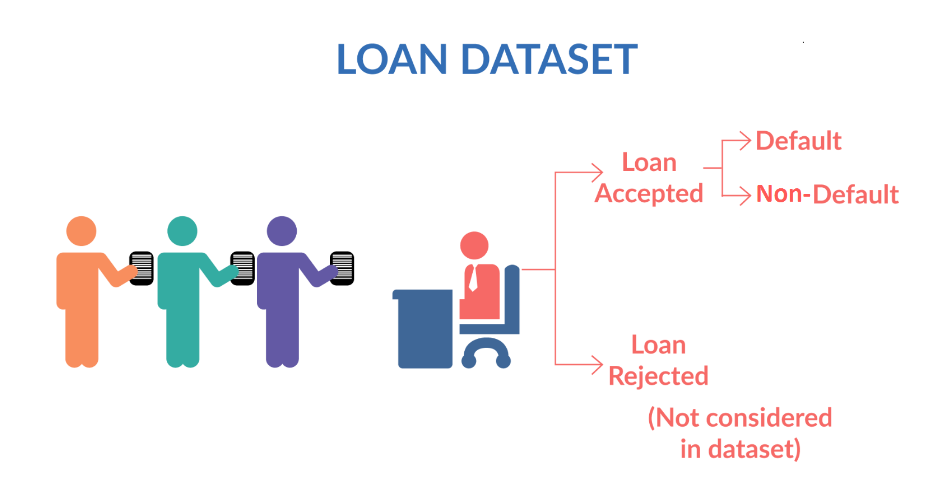 LOAN DATASET
Loan
Accepted
Default
Non-Default
Loan
Rejected
(Not considered
in dataset)